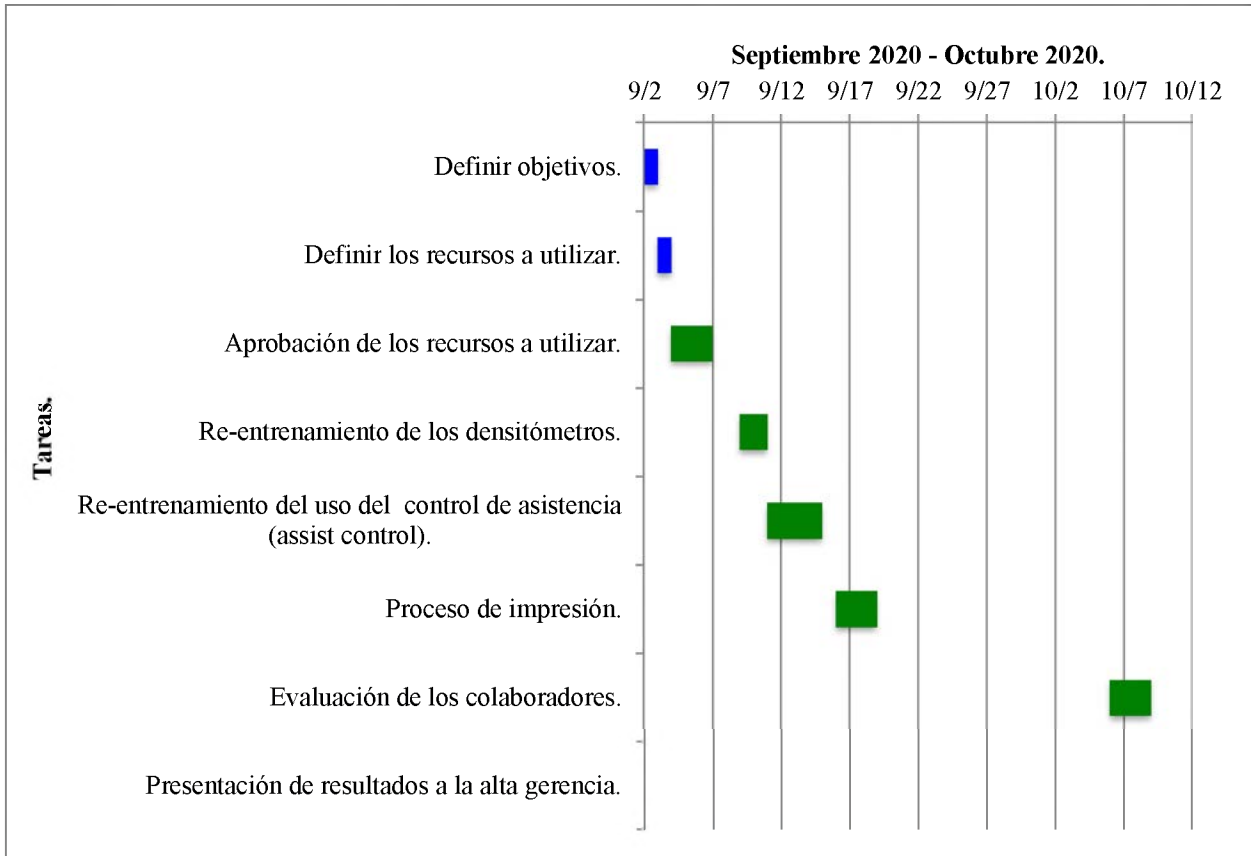 Septiembre 2020 - Octubre 2020.
9/2 9/7 9/12 9/17 9/22 9/27 10/2 10/7 10/12
Tareas.
Definir objetivos.
Definir los recursos a utilizar.
Aprobación de los recursos a utilizar.
Re-entrenamiento de los densitómetros.
Re-entrenamiento del uso del control de asistencia
(assist control).
Proceso de impresión.
Evaluación de los colaboradores.
Presentación de resultados a la alta gerencia.